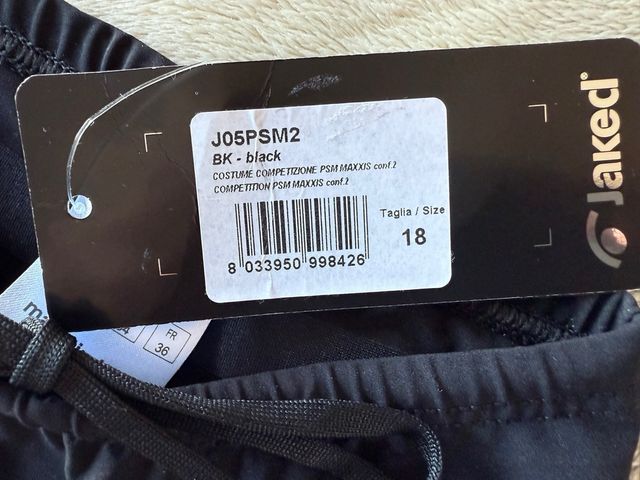 J05PSM2
BK - black
COSTUME COMPETIZIONE PSM MAXXIS conf.2
COMPETITION PSM MAXXIS conf.2
Taglia / Size
18
8 033950 998426
Jaked
FR
36